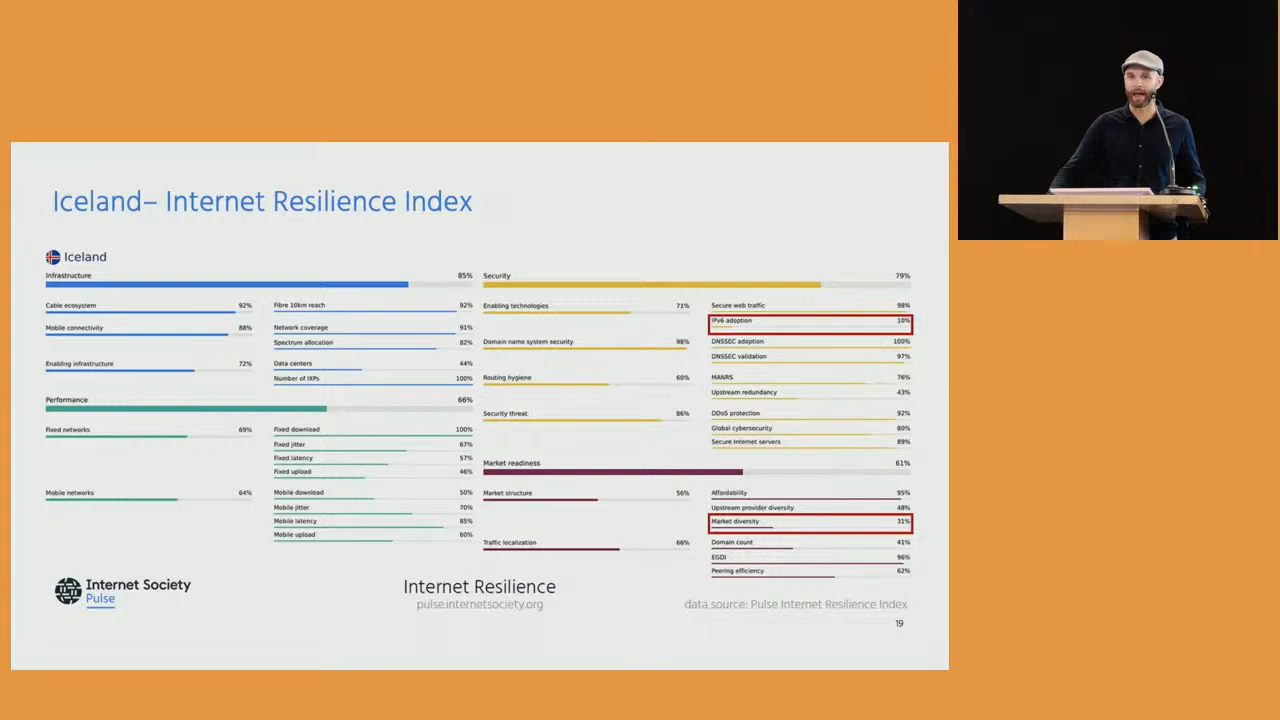 Iceland– Internet Resilience Index
Iceland
Infrastructure 85%
Cable ecosystem 92%
Mobile connectivity 88%
Enabling infrastructure 72%
Fibre 10km reach 92%
Network coverage 91%
Spectrum allocation 82%
Data centers 44%
Number of IXPs 100%
Performance 66%
Fixed networks 69%
Mobile networks 64%
Fixed download 100%
Fixed jitter 67%
Fixed latency 57%
Fixed upload 46%
Mobile download 50%
Mobile jitter 70%
Mobile latency 85%
Mobile upload 60%
Security 79%
Enabling technologies 71%
Domain name system security 98%
Routing hygiene 60%
Security threat 86%
Secure web traffic 98%
IPv6 adoption 10%
DNSSEC adoption 100%
DNSSEC validation 97%
MANRS 76%
Upstream redundancy 43%
DDoS protection 92%
Global cybersecurity 80%
Secure Internet servers 89%
Market readiness 61%
Market structure 56%
Traffic localization 66%
Affordability 95%
Upstream provider diversity 48%
Market diversity 31%
Domain count 41%
EGDI 96%
Peering efficiency 62%
Internet Society
Pulse
Internet Resilience
pulse.internetsociety.org
data source: Pulse Internet Resilience Index
19